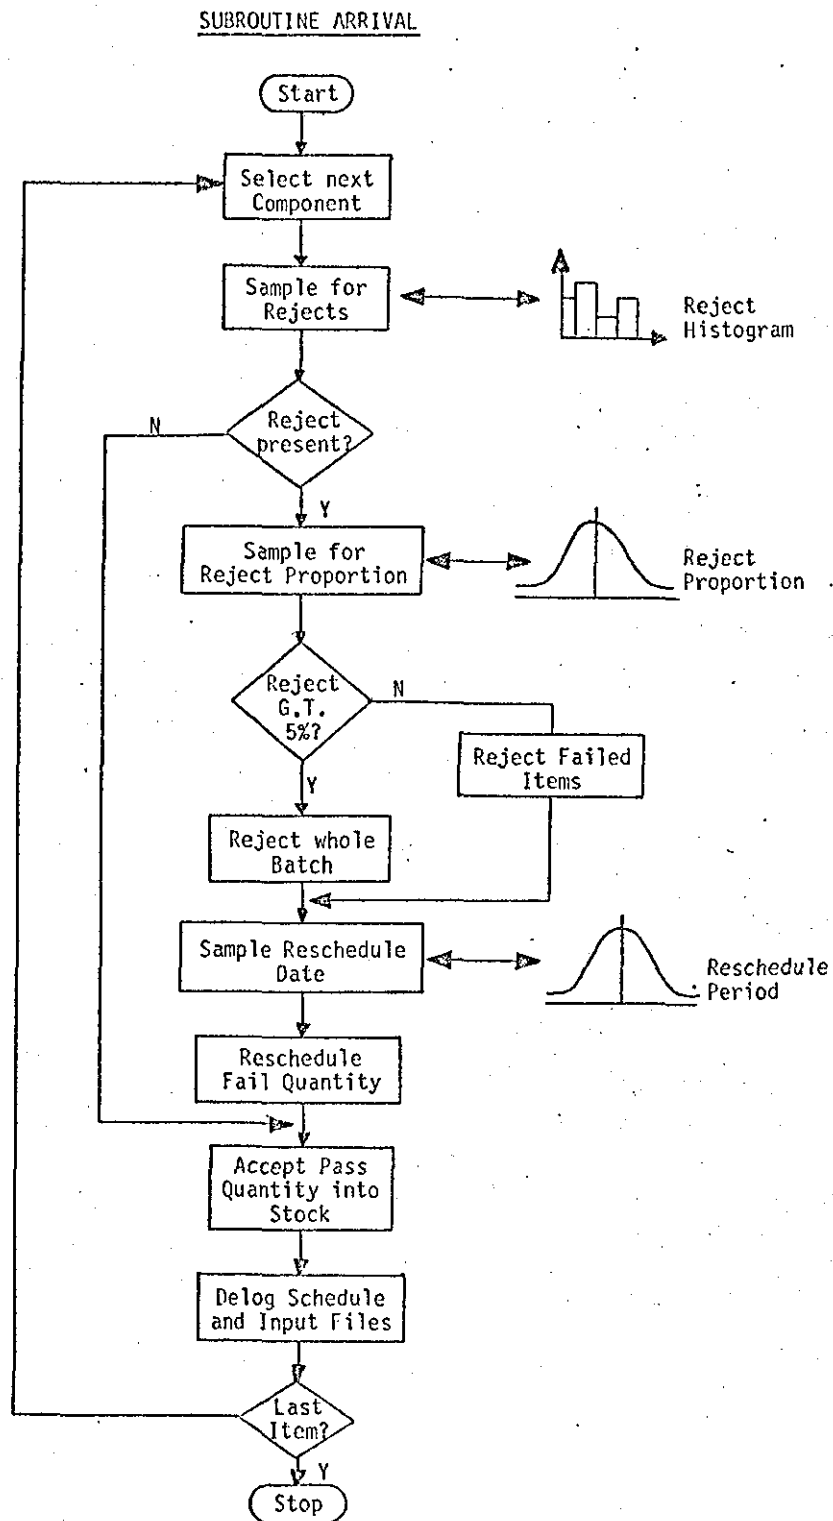 SUBROUTINE ARRIVAL
Start
Select next
Component
Sample for
Rejects
Reject
Histogram
Reject
present?
N
Y
Sample for
Reject Proportion
Reject
Proportion
Reject
G.T.
5%?
N
Y
Reject Failed
Items
Reject whole
Batch
Sample Reschedule
Date
Reschedule
Period
Reschedule
Fail Quantity
Accept Pass
Quantity into
Stock
Delog Schedule
and Input Files
Last
Item?
Y
Stop